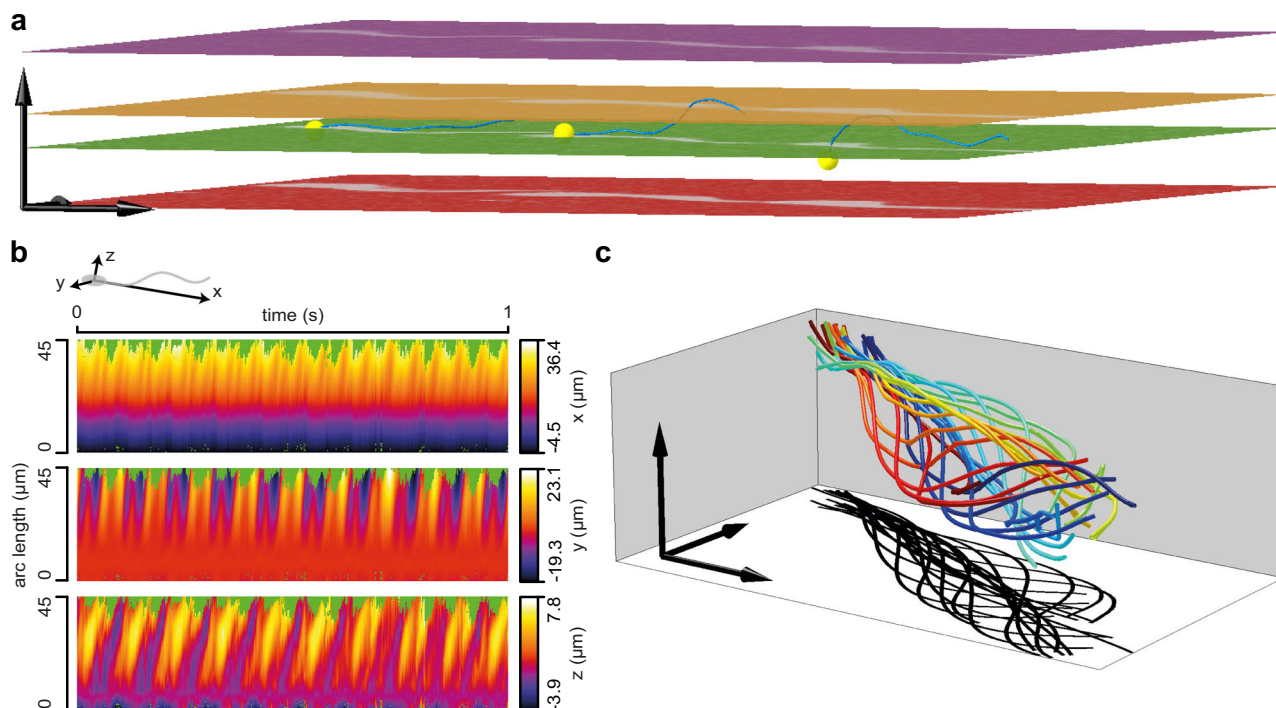 a
b
c
z
y
x
0
time (s)
1
45
0
36.4
-4.5
x (µm)
45
0
23.1
-19.3
y (µm)
arc length (µm)
45
0
7.8
-3.9
z (µm)